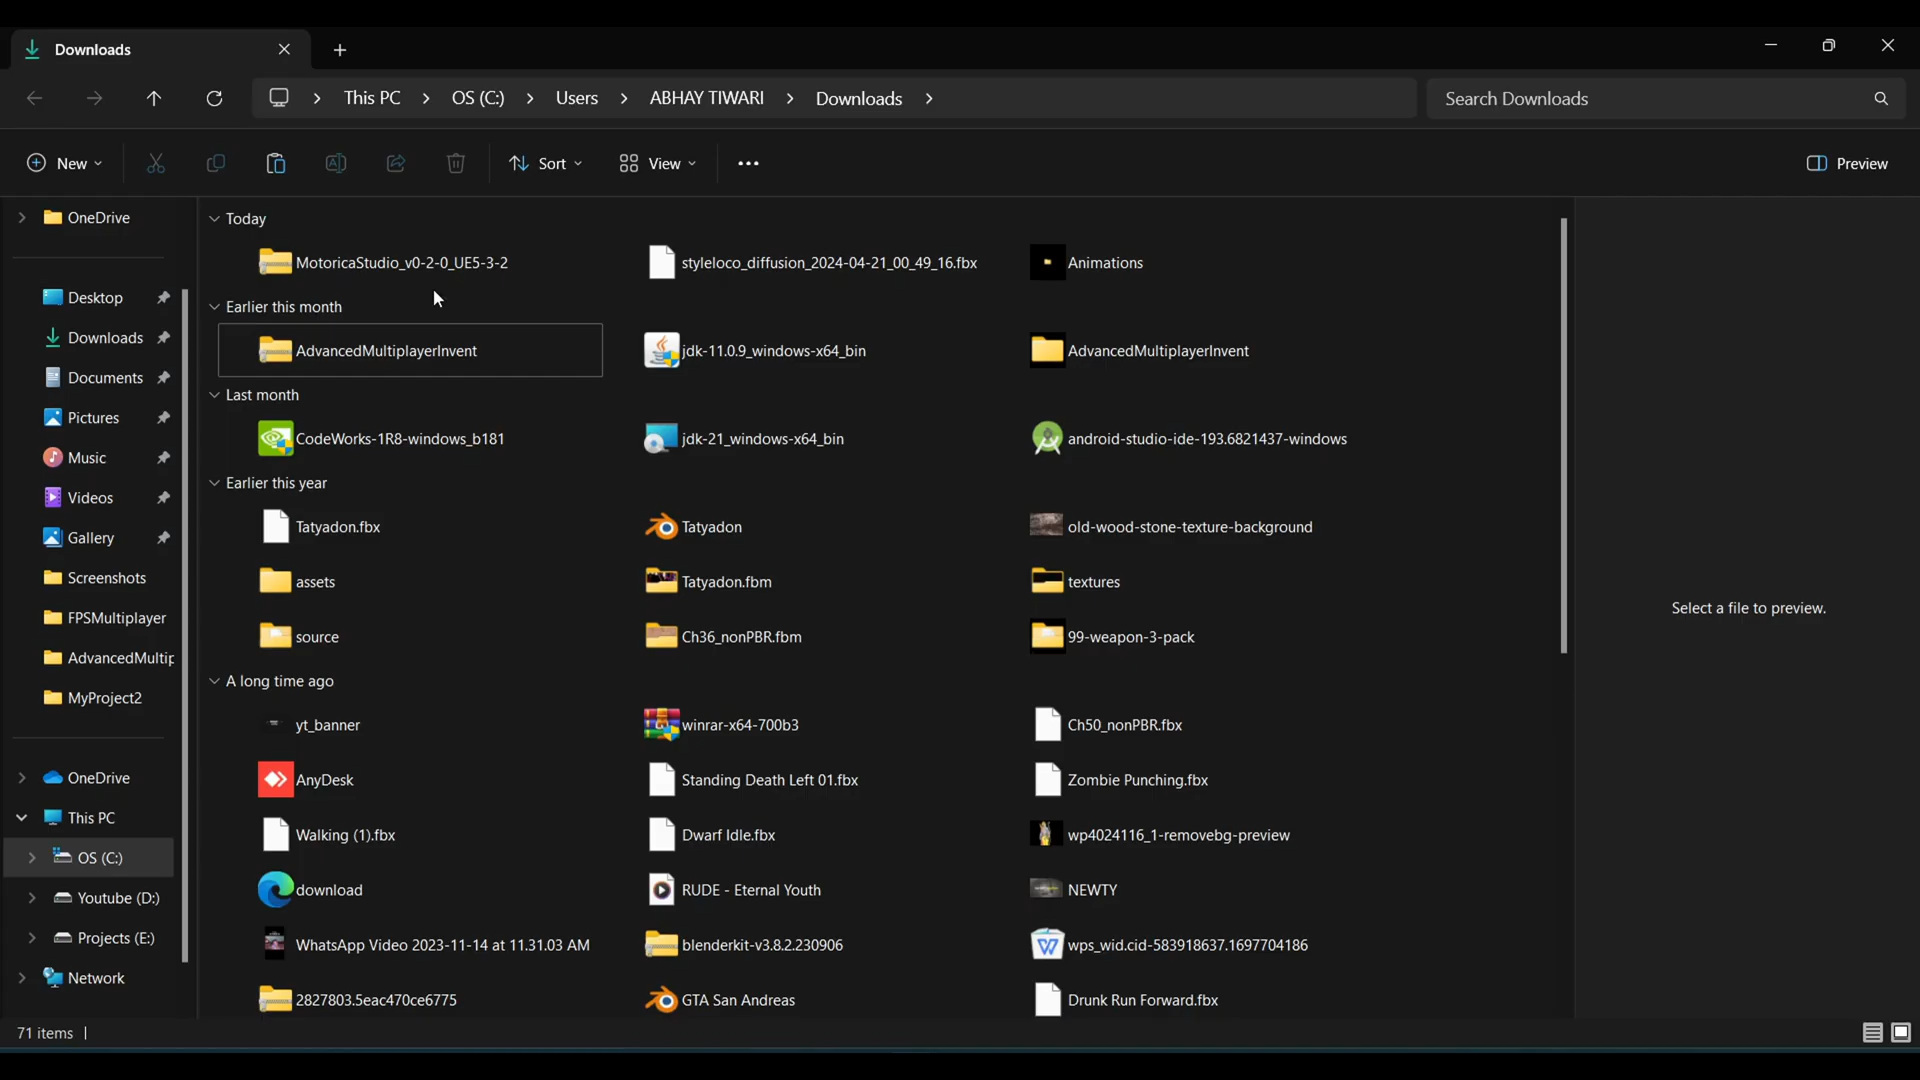 Downloads
This PC > OS (C:) > Users > ABHAY TIWARI > Downloads >
Search Downloads
New
Sort
View
Preview
OneDrive
Desktop
Downloads
Documents
Pictures
Music
Videos
Gallery
Screenshots
FPSMultiplayer
AdvancedMultip
MyProject2
OneDrive
This PC
OS (C:)
Youtube (D:)
Projects (E:)
Network
Today
MotoricaStudio_v0-2-0_UE5-3-2
styleloco_diffusion_2024-04-21_00_49_16.fbx
Animations
Earlier this month
AdvancedMultiplayerInvent
jdk-11.0.9_windows-x64_bin
AdvancedMultiplayerInvent
Last month
CodeWorks-1R8-windows_b181
jdk-21_windows-x64_bin
android-studio-ide-193.6821437-windows
Earlier this year
Tatyadon.fbx
Tatyadon
old-wood-stone-texture-background
assets
Tatyadon.fbm
textures
source
Ch36_nonPBR.fbm
99-weapon-3-pack
A long time ago
yt_banner
winrar-x64-700b3
Ch50_nonPBR.fbx
AnyDesk
Standing Death Left 01.fbx
Zombie Punching.fbx
Walking (1).fbx
Dwarf Idle.fbx
wp4024116_1-removebg-preview
download
RUDE - Eternal Youth
NEWTY
WhatsApp Video 2023-11-14 at 11.31.03 AM
blenderkit-v3.8.2.230906
wps_wid.cid-583918637.1697704186
2827803.5eac470ce6775
GTA San Andreas
Drunk Run Forward.fbx
Select a file to preview.
71 items